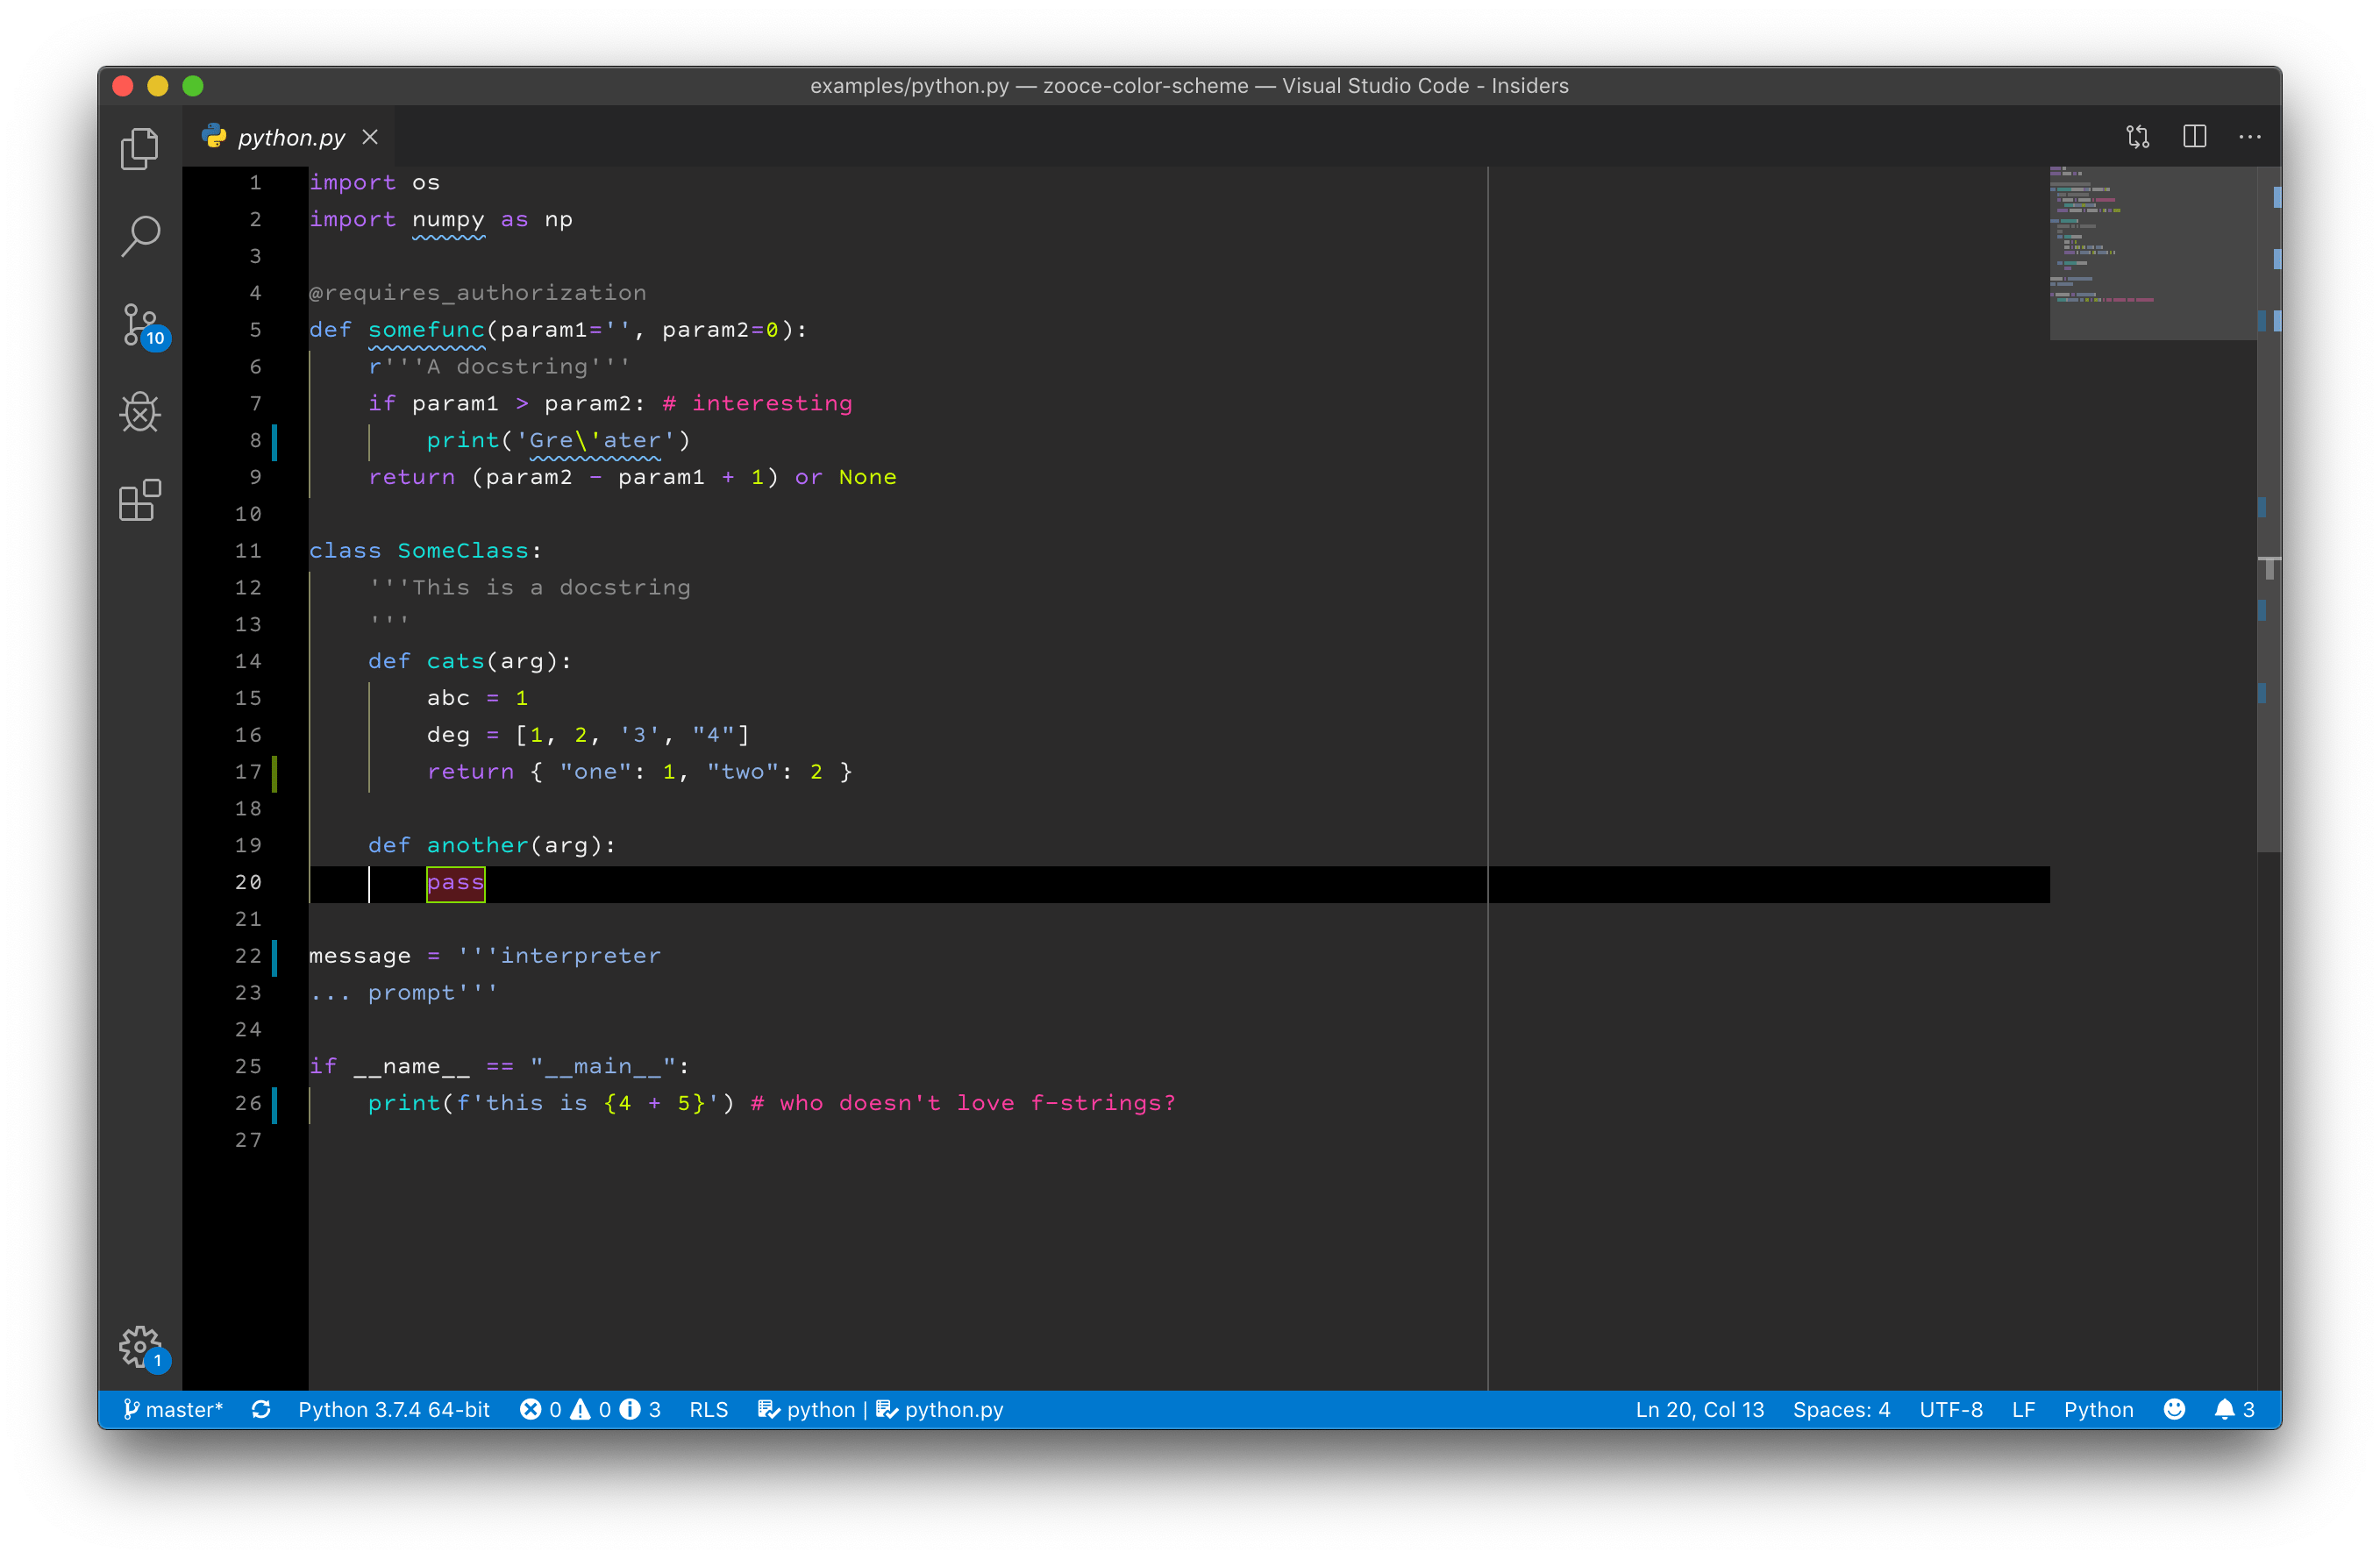 examples/python.py — zooce-color-scheme — Visual Studio Code - Insiders
python.py
1 import os
2 import numpy as np
3
4 @requires_authorization
5 def somefunc(param1='', param2=0):
6     r'''A docstring'''
7     if param1 > param2: # interesting
8         print('Gre\'ater')
9     return (param2 - param1 + 1) or None
10
11 class SomeClass:
12     '''This is a docstring
13     '''
14     def cats(arg):
15         abc = 1
16         deg = [1, 2, '3', "4"]
17         return { "one": 1, "two": 2 }
18
19     def another(arg):
20         pass
21
22 message = '''interpreter
23 ... prompt'''
24
25 if __name__ == "__main__":
26     print(f'this is {4 + 5}') # who doesn't love f-strings?
27
10
1
master* Python 3.7.4 64-bit 0 0 3 RLS python | python.py Ln 20, Col 13 Spaces: 4 UTF-8 LF Python 3